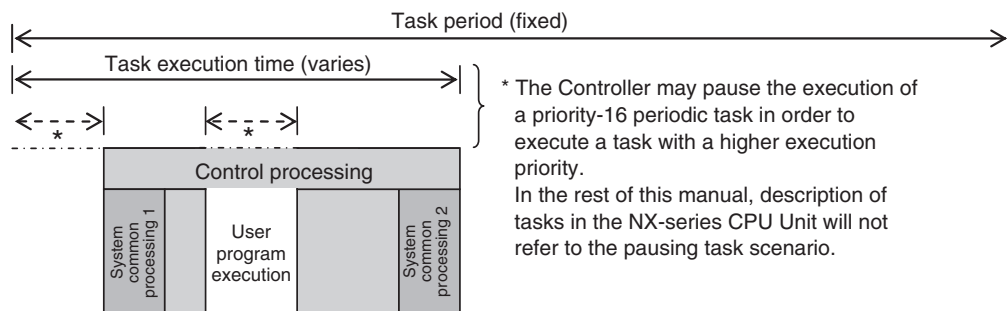 Task period (fixed)
Task execution time (varies)
* The Controller may pause the execution of
a priority-16 periodic task in order to
execute a task with a higher execution
priority.
In the rest of this manual, description of
tasks in the NX-series CPU Unit will not
refer to the pausing task scenario.
*
*
Control processing
System
common
processing 1
User
program
execution
System
common
processing 2